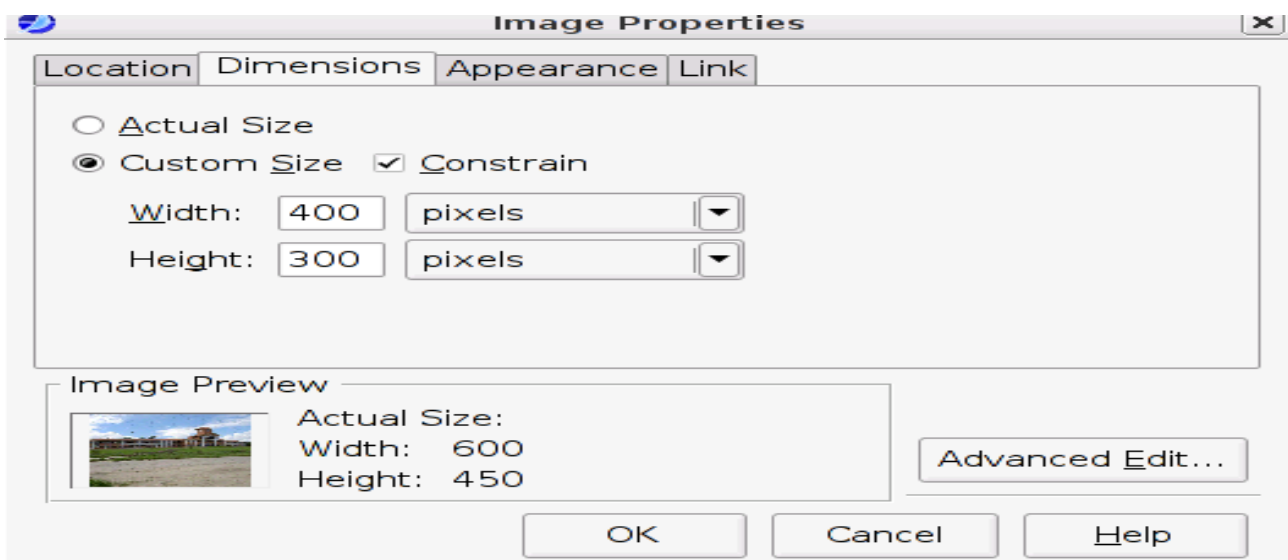 Image Properties
Location Dimensions Appearance Link
Actual Size
Custom Size Constrain
Width: 400 pixels
Height: 300 pixels
Image Preview
Actual Size:
Width: 600
Height: 450
Advanced Edit...
OK Cancel Help